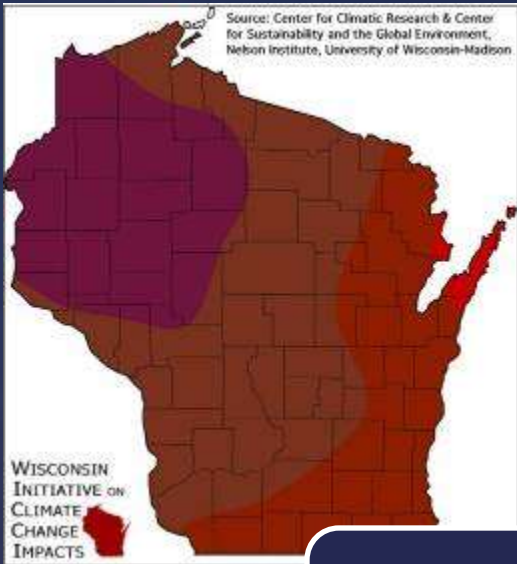 Source: Center for Climatic Research & Center
for Sustainability and the Global Environment,
Nelson Institute, University of Wisconsin-Madison
WISCONSIN
INITIATIVE ON
CLIMATE
CHANGE
IMPACTS